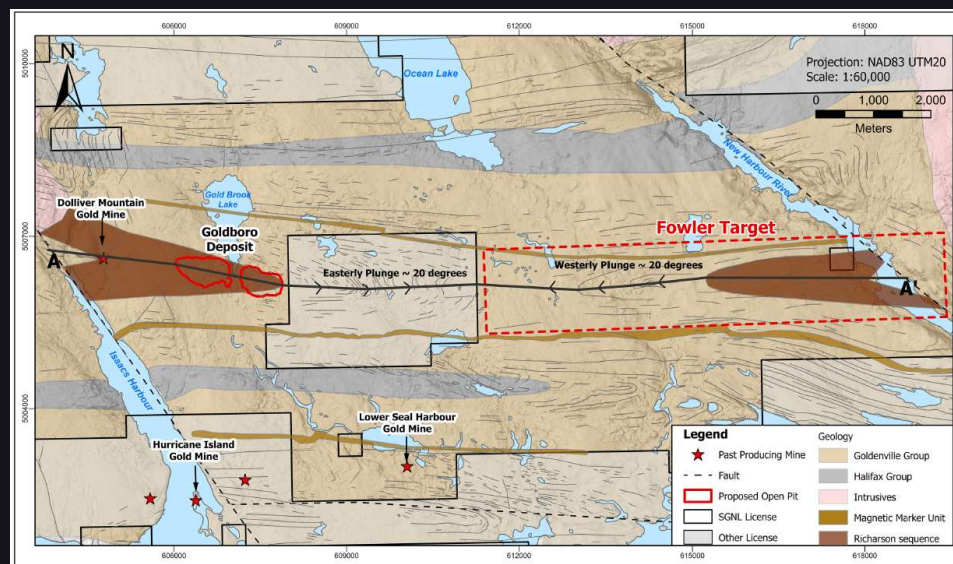 606000
609000
612000
615000
618000
5010000
N
Ocean Lake
Projection: NAD83 UTM20
Scale: 1:60,000
0 1,000 2,000
Meters
New Harbour River
Dolliver Mountain
Gold Mine
Gold Brook
Lake
5007000
Goldboro
Deposit
Fowler Target
A
Easterly Plunge ~ 20 degrees
Westerly Plunge ~ 20 degrees
A'
Isaacs Harbour
5004000
Lower Seal Harbour
Gold Mine
Hurricane Island
Gold Mine
Legend
Past Producing Mine
Fault
Proposed Open Pit
SGNL License
Other License
Geology
Goldenville Group
Halifax Group
Intrusives
Magnetic Marker Unit
Richarson sequence
606000
609000
612000
615000
618000